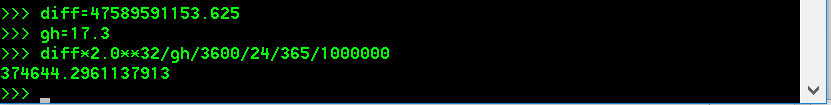 >>> diff=47589591153.625
>>> gh=17.3
>>> diff*2.0**32/gh/3600/24/365/1000000
374644.2961137913
>>>